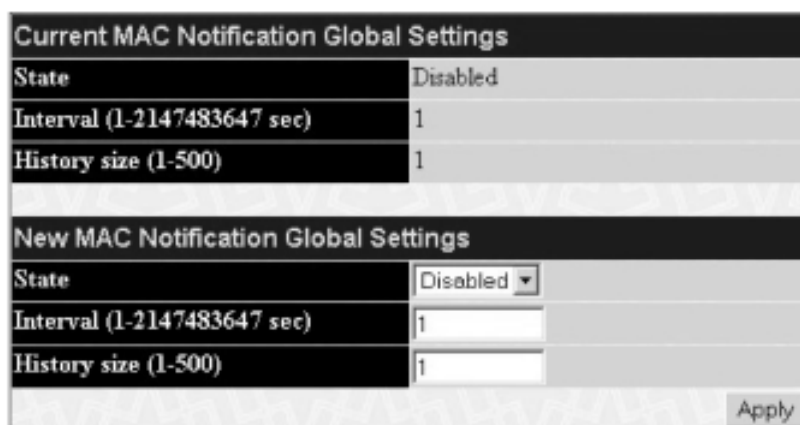 Current MAC Notification Global Settings
State Disabled
Interval (1-2147483647 sec) 1
History size (1-500) 1
New MAC Notification Global Settings
State Disabled
Interval (1-2147483647 sec) 1
History size (1-500) 1
Apply